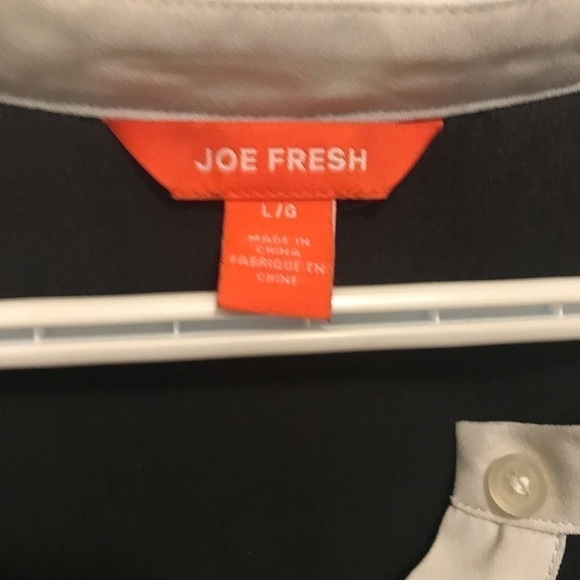 JOE FRESH
L/G
MADE IN
CHINA
FABRIQUÉ EN
CHINE